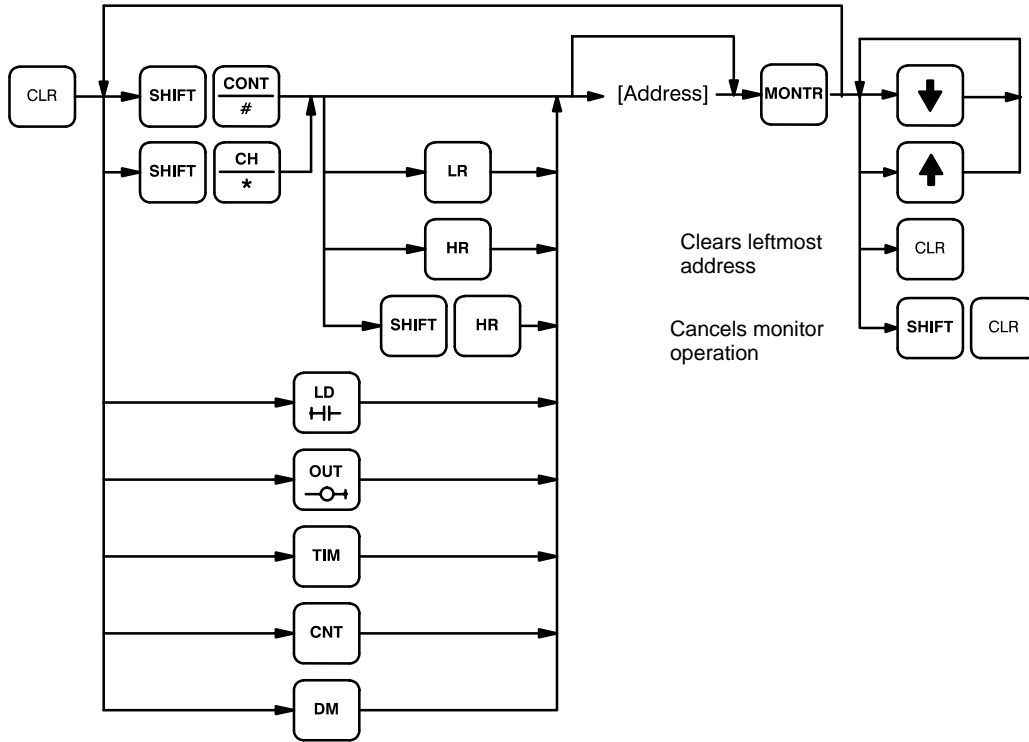 CLR
SHIFT
CONT
#
[Address]
MONTR
SHIFT
CH
*
LR
HR
Clears leftmost
address
CLR
SHIFT
HR
Cancels monitor
operation
SHIFT
CLR
LD
OUT
TIM
CNT
DM